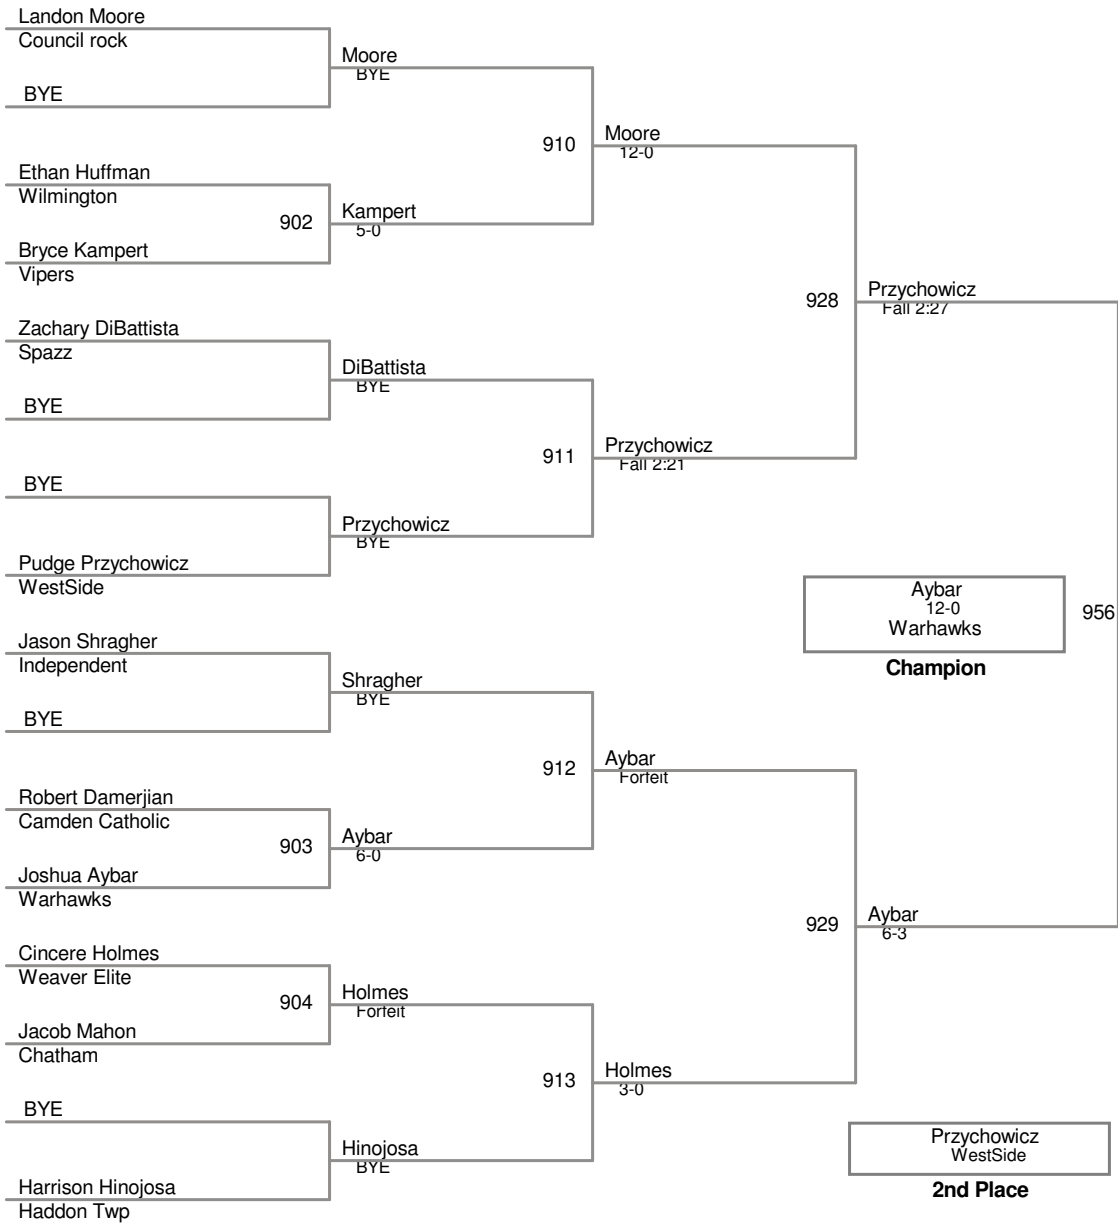 Landon Moore
Council rock
BYE
Moore
BYE
910
Moore
12-0
Ethan Huffman
Wilmington
902
Kampert
5-0
Bryce Kampert
Vipers
928
Przychowicz
Fall 2:27
Zachary DiBattista
Spazz
DiBattista
BYE
BYE
911
Przychowicz
Fall 2:21
BYE
Przychowicz
BYE
Pudge Przychowicz
WestSide
Aybar
12-0
Warhawks
956
Champion
Jason Shragher
Independent
Shragher
BYE
BYE
912
Aybar
Forfeit
Robert Damerjian
Camden Catholic
903
Aybar
6-0
Joshua Aybar
Warhawks
929
Aybar
6-3
Cincere Holmes
Weaver Elite
904
Holmes
Forfeit
Jacob Mahon
Chatham
913
Holmes
3-0
BYE
Hinojosa
BYE
Harrison Hinojosa
Haddon Twp
Przychowicz
WestSide
2nd Place